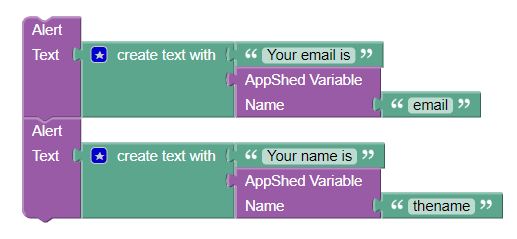 Alert
Text create text with “ Your email is ”
AppShed Variable
Name “ email ”
Alert
Text create text with “ Your name is ”
AppShed Variable
Name “ thename ”